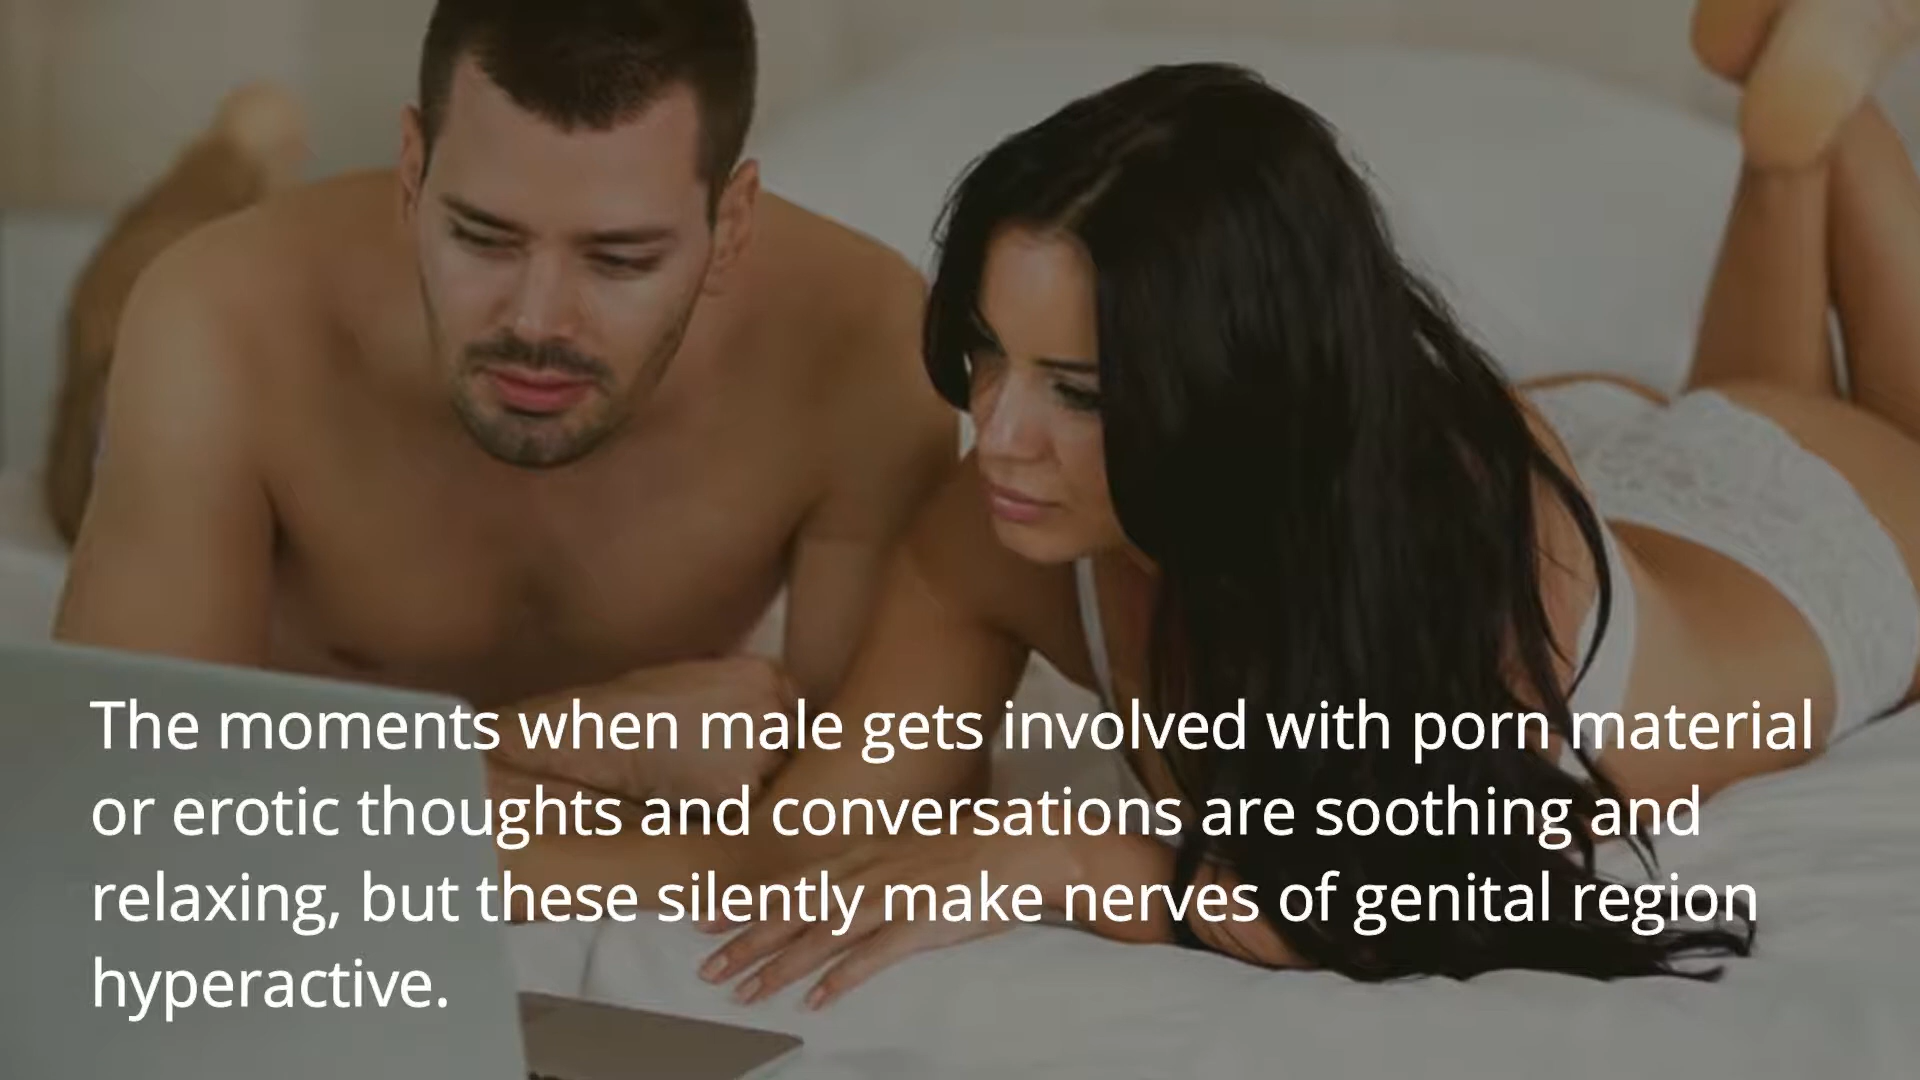 The moments when male gets involved with porn material
or erotic thoughts and conversations are soothing and
relaxing, but these silently make nerves of genital region
hyperactive.